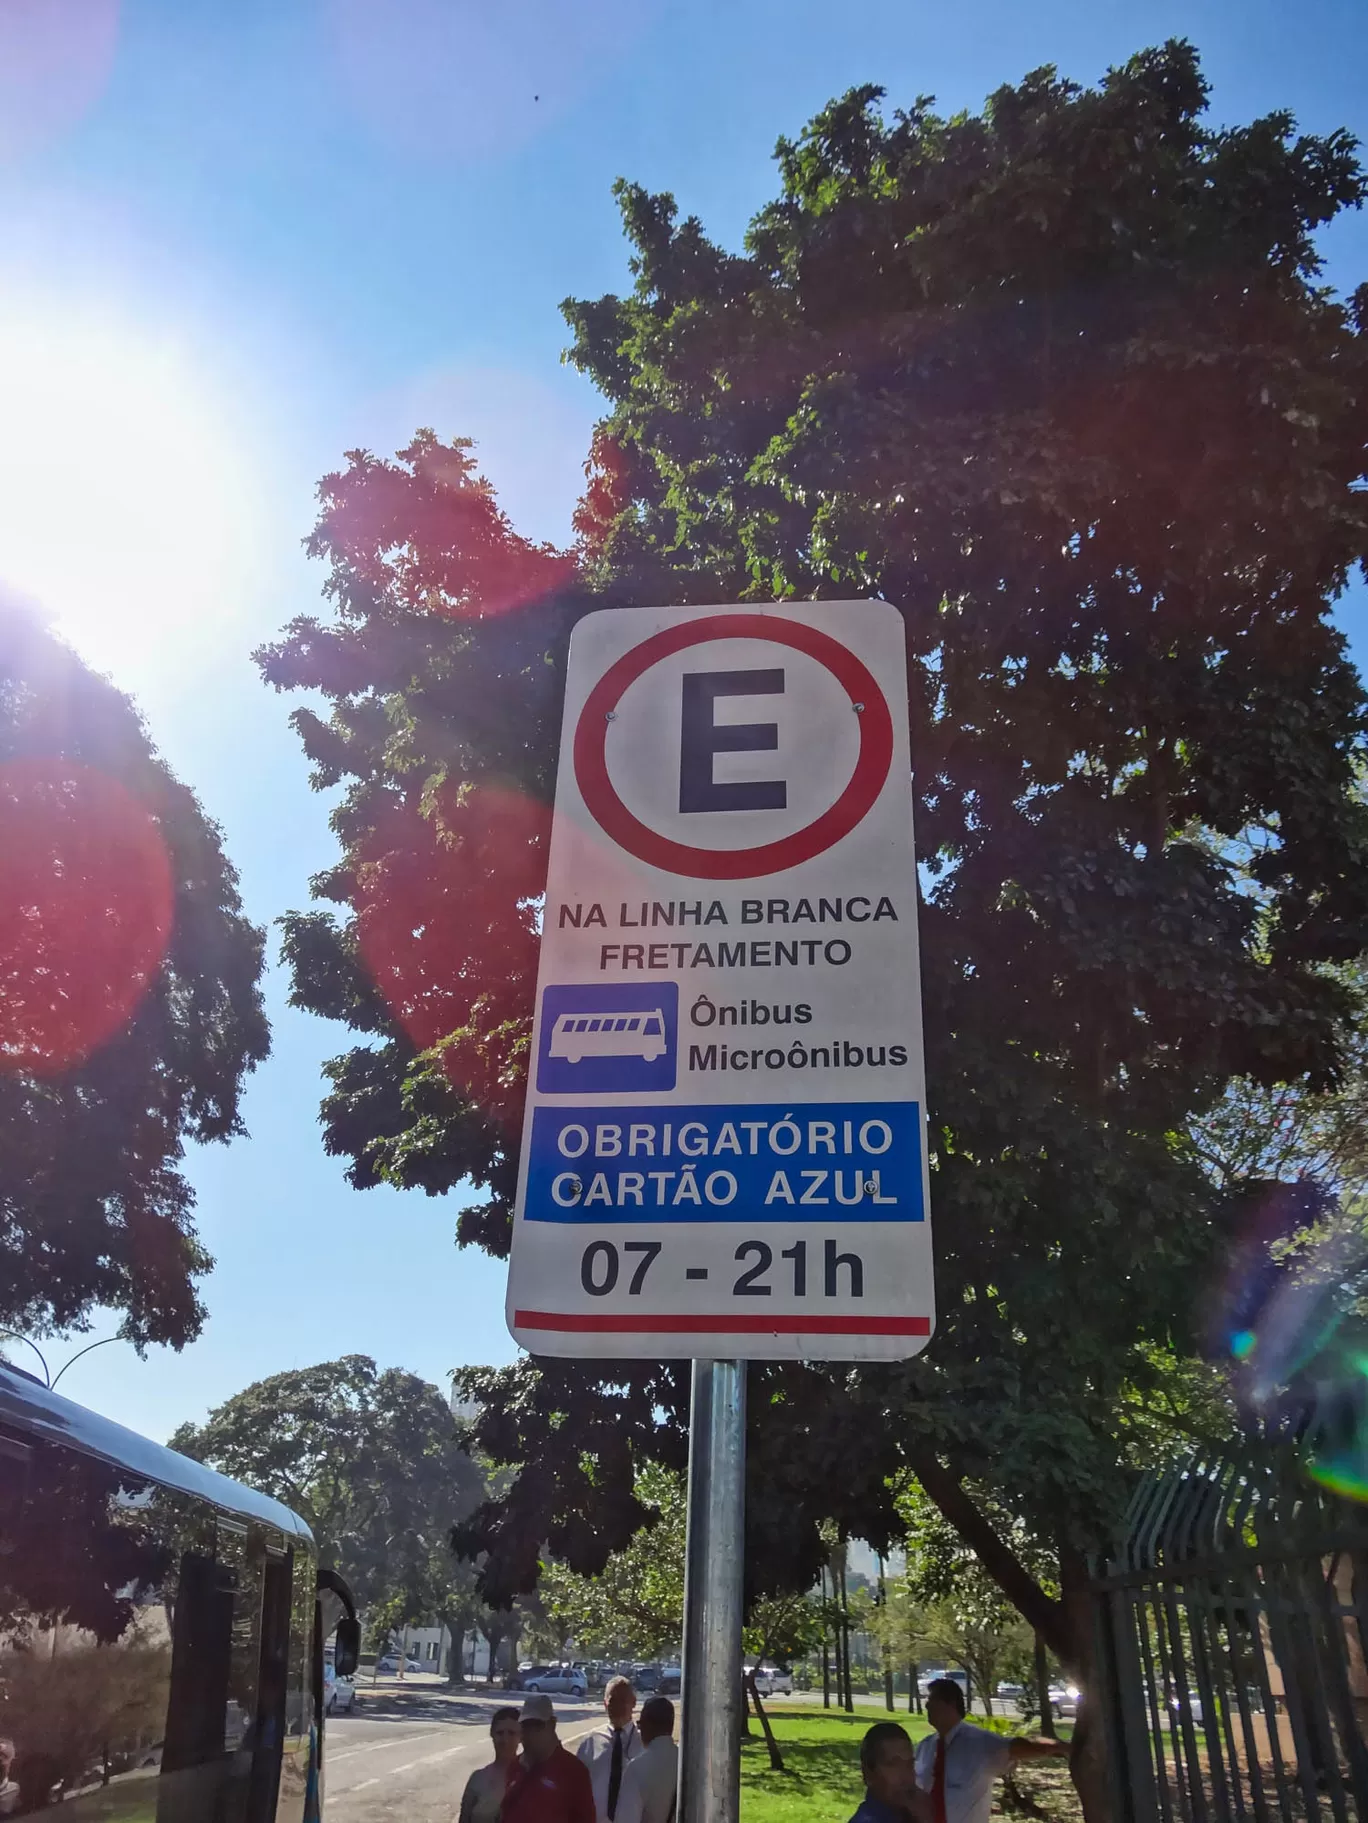 E
NA LINHA BRANCA
FRETAMENTO
Ônibus
Microônibus
OBRIGATÓRIO
CARTÃO AZUL
07 - 21h